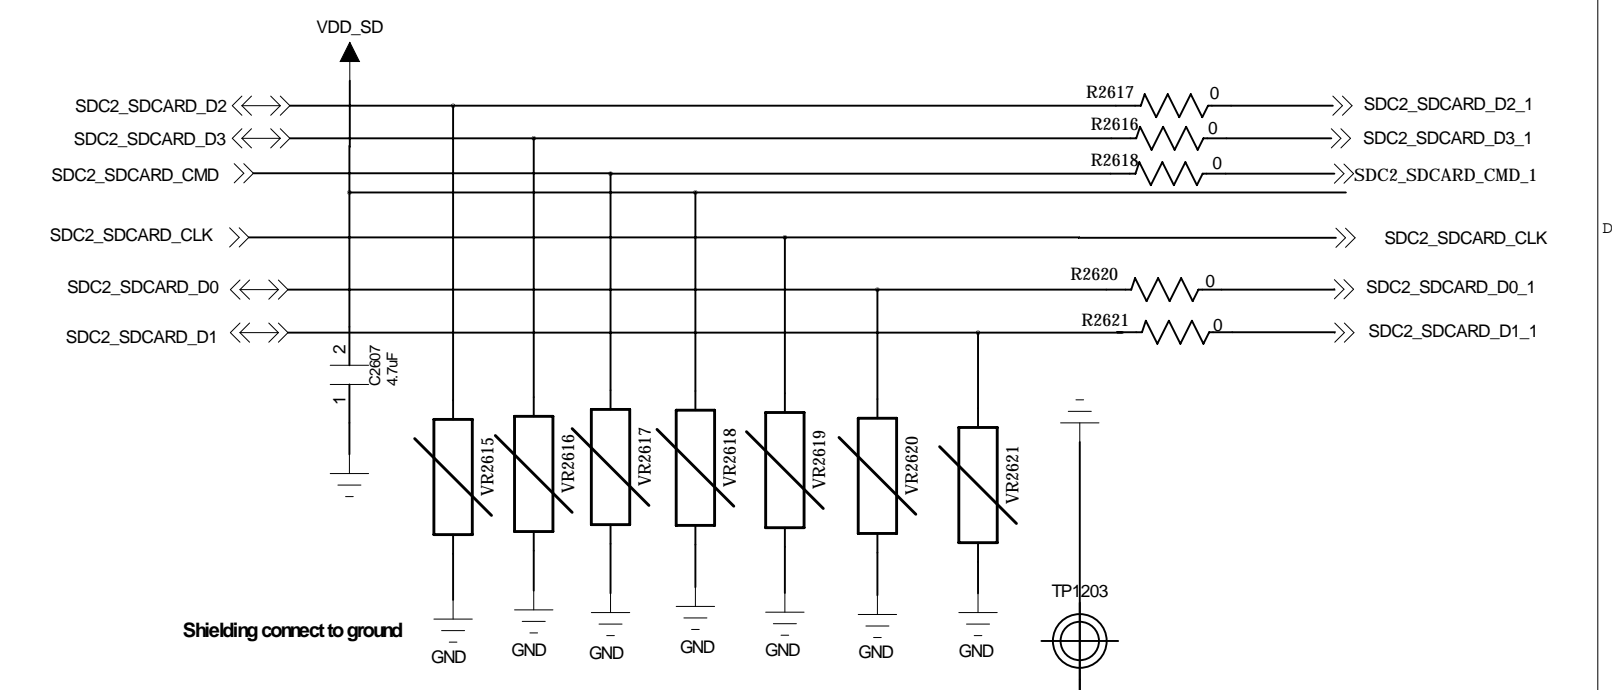 VDD_SD
SDC2_SDCARD_D2 R2617 0 SDC2_SDCARD_D2_1
SDC2_SDCARD_D3 R2616 0 SDC2_SDCARD_D3_1
SDC2_SDCARD_CMD R2618 0 SDC2_SDCARD_CMD_1
SDC2_SDCARD_CLK SDC2_SDCARD_CLK D
SDC2_SDCARD_D0 R2620 0 SDC2_SDCARD_D0_1
SDC2_SDCARD_D1 R2621 0 SDC2_SDCARD_D1_1
2
C2607
4.7uF
1
VR2615
VR2616
VR2617
VR2618
VR2619
VR2620
VR2621
TP1203
Shielding connect to ground
GND GND GND GND GND GND GND